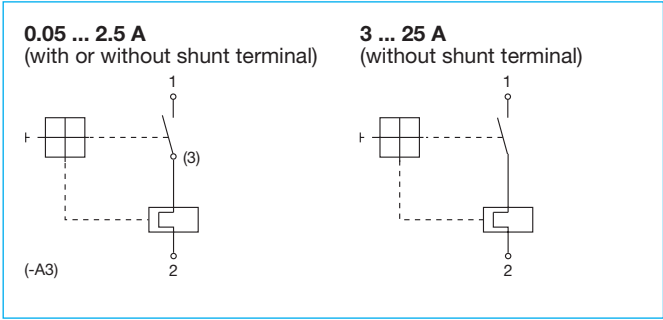 0.05 ... 2.5 A
(with or without shunt terminal)
1
(3)
(-A3)
2
3 ... 25 A
(without shunt terminal)
1
2